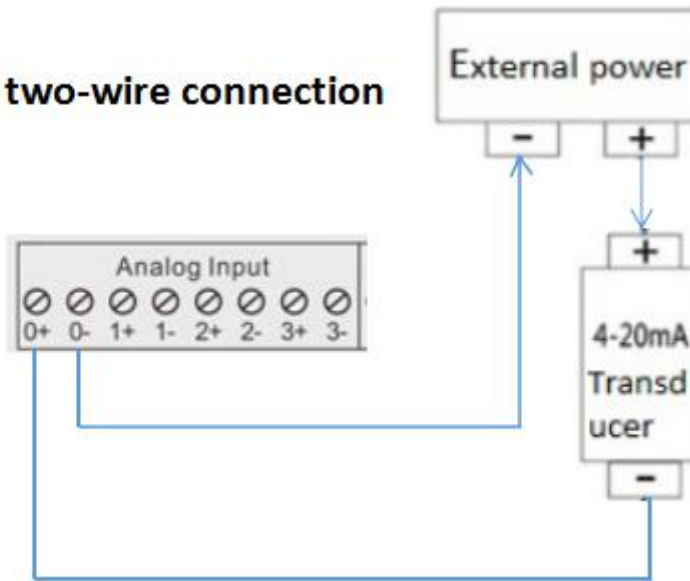 External power
two-wire connection
- +
Analog Input
0+ 0- 1+ 1- 2+ 2- 3+ 3-
+
4-20mA
Transd
ucer
-